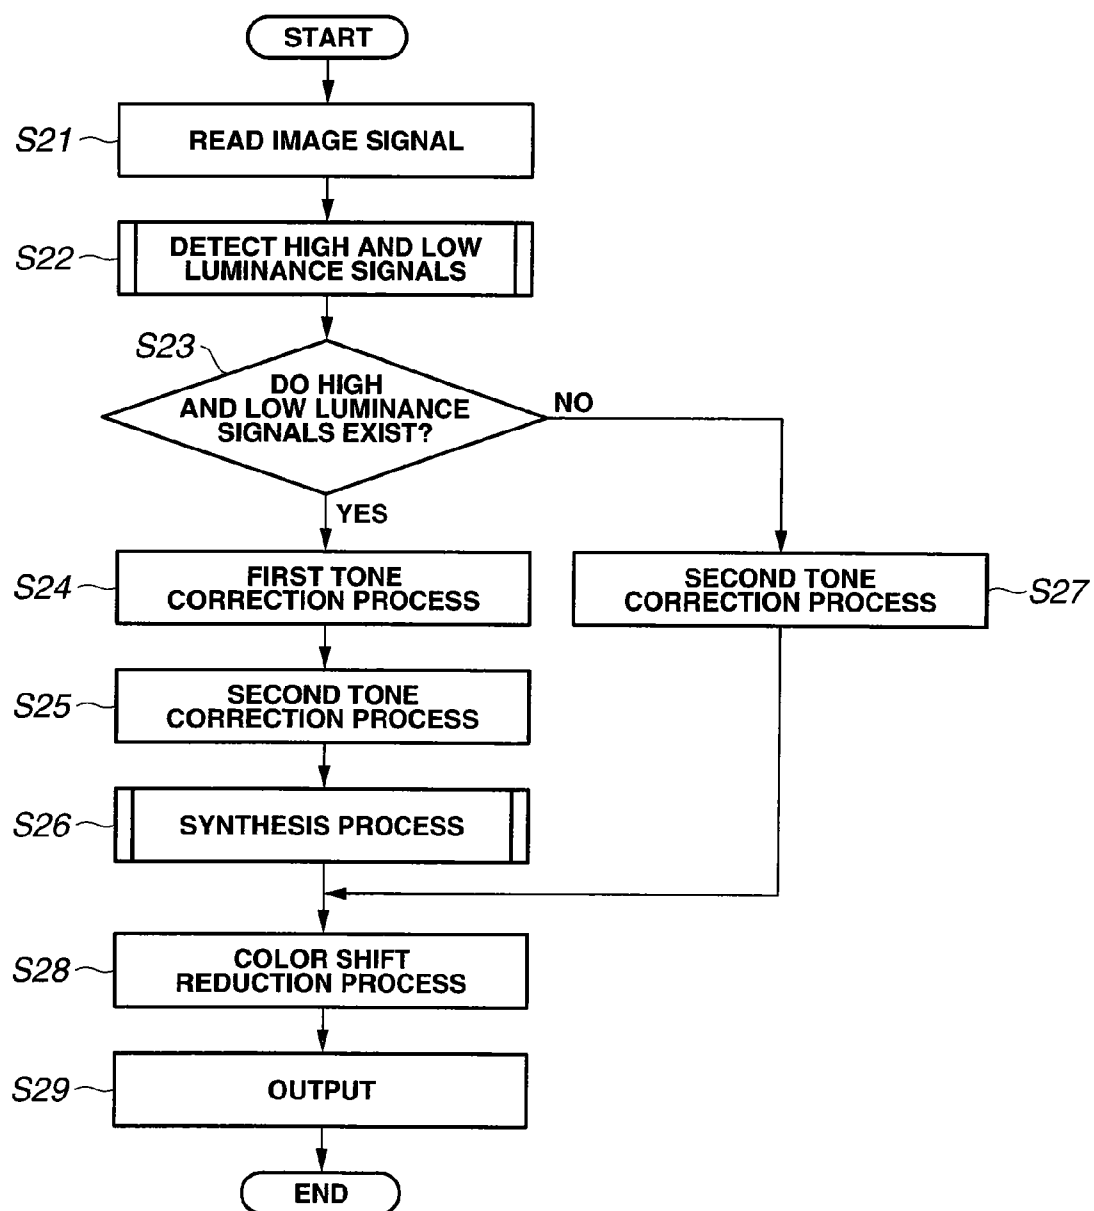 START
S21
READ IMAGE SIGNAL
S22
DETECT HIGH AND LOW
LUMINANCE SIGNALS
S23
DO HIGH
AND LOW LUMINANCE
SIGNALS EXIST?
NO
YES
S24
FIRST TONE
CORRECTION PROCESS
SECOND TONE
CORRECTION PROCESS
S27
S25
SECOND TONE
CORRECTION PROCESS
S26
SYNTHESIS PROCESS
S28
COLOR SHIFT
REDUCTION PROCESS
S29
OUTPUT
END